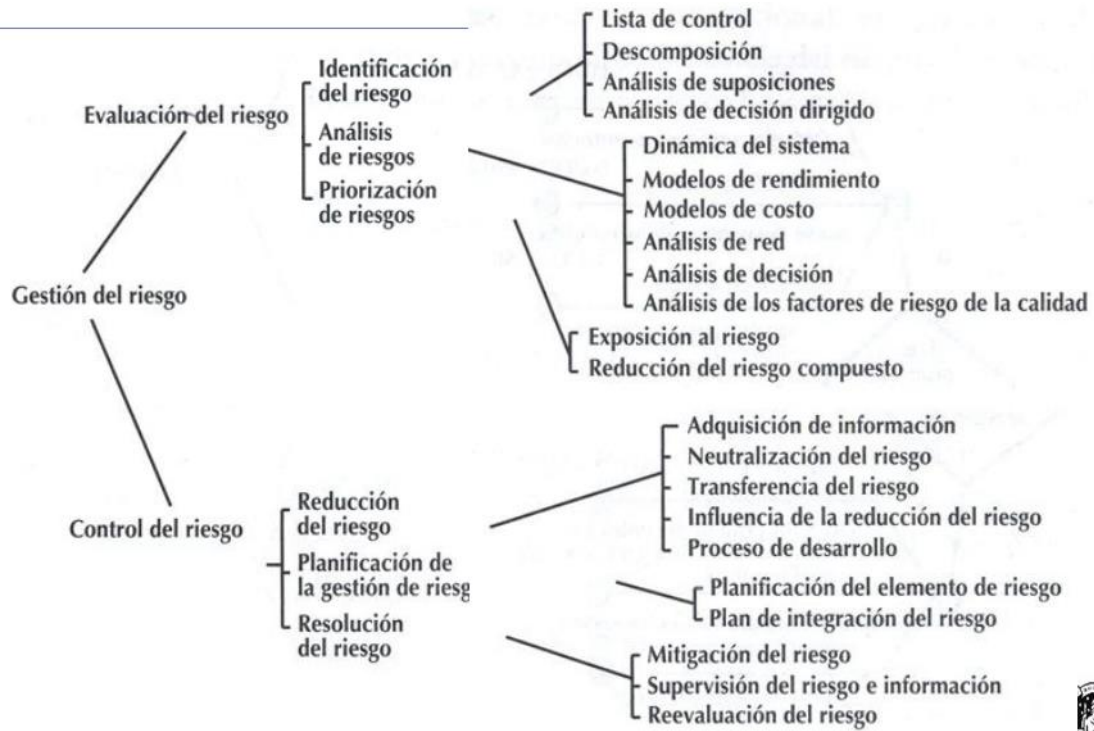 Gestión del riesgo
Evaluación del riesgo
Identificación
del riesgo
Análisis
de riesgos
Priorización
de riesgos
Lista de control
Descomposición
Análisis de suposiciones
Análisis de decisión dirigido
Dinámica del sistema
Modelos de rendimiento
Modelos de costo
Análisis de red
Análisis de decisión
Análisis de los factores de riesgo de la calidad
Exposición al riesgo
Reducción del riesgo compuesto
Control del riesgo
Reducción
del riesgo
Planificación de
la gestión de riesg
Resolución
del riesgo
Adquisición de información
Neutralización del riesgo
Transferencia del riesgo
Influencia de la reducción del riesgo
Proceso de desarrollo
Planificación del elemento de riesgo
Plan de integración del riesgo
Mitigación del riesgo
Supervisión del riesgo e información
Reevaluación del riesgo